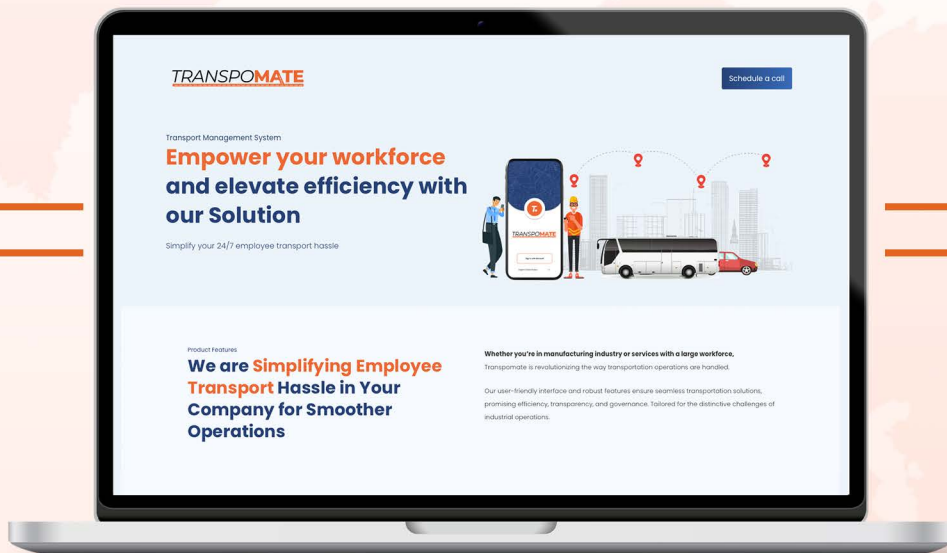 TRANSPOMATE
Schedule a call
Transport Management System
Empower your workforce
and elevate efficiency with
our Solution
Simplify your 24/7 employee transport hassle
TRANSPOMATE
Product Features
We are Simplifying Employee
Transport Hassle in Your
Company for Smoother
Operations
Whether you're in manufacturing industry or services with a large workforce,
Transpomate is revolutionizing the way transportation operations are handled.
Our user-friendly interface and robust features ensure seamless transportation solutions,
promising efficiency, transparency, and governance. Tailored for the distinctive challenges of
industrial operations.